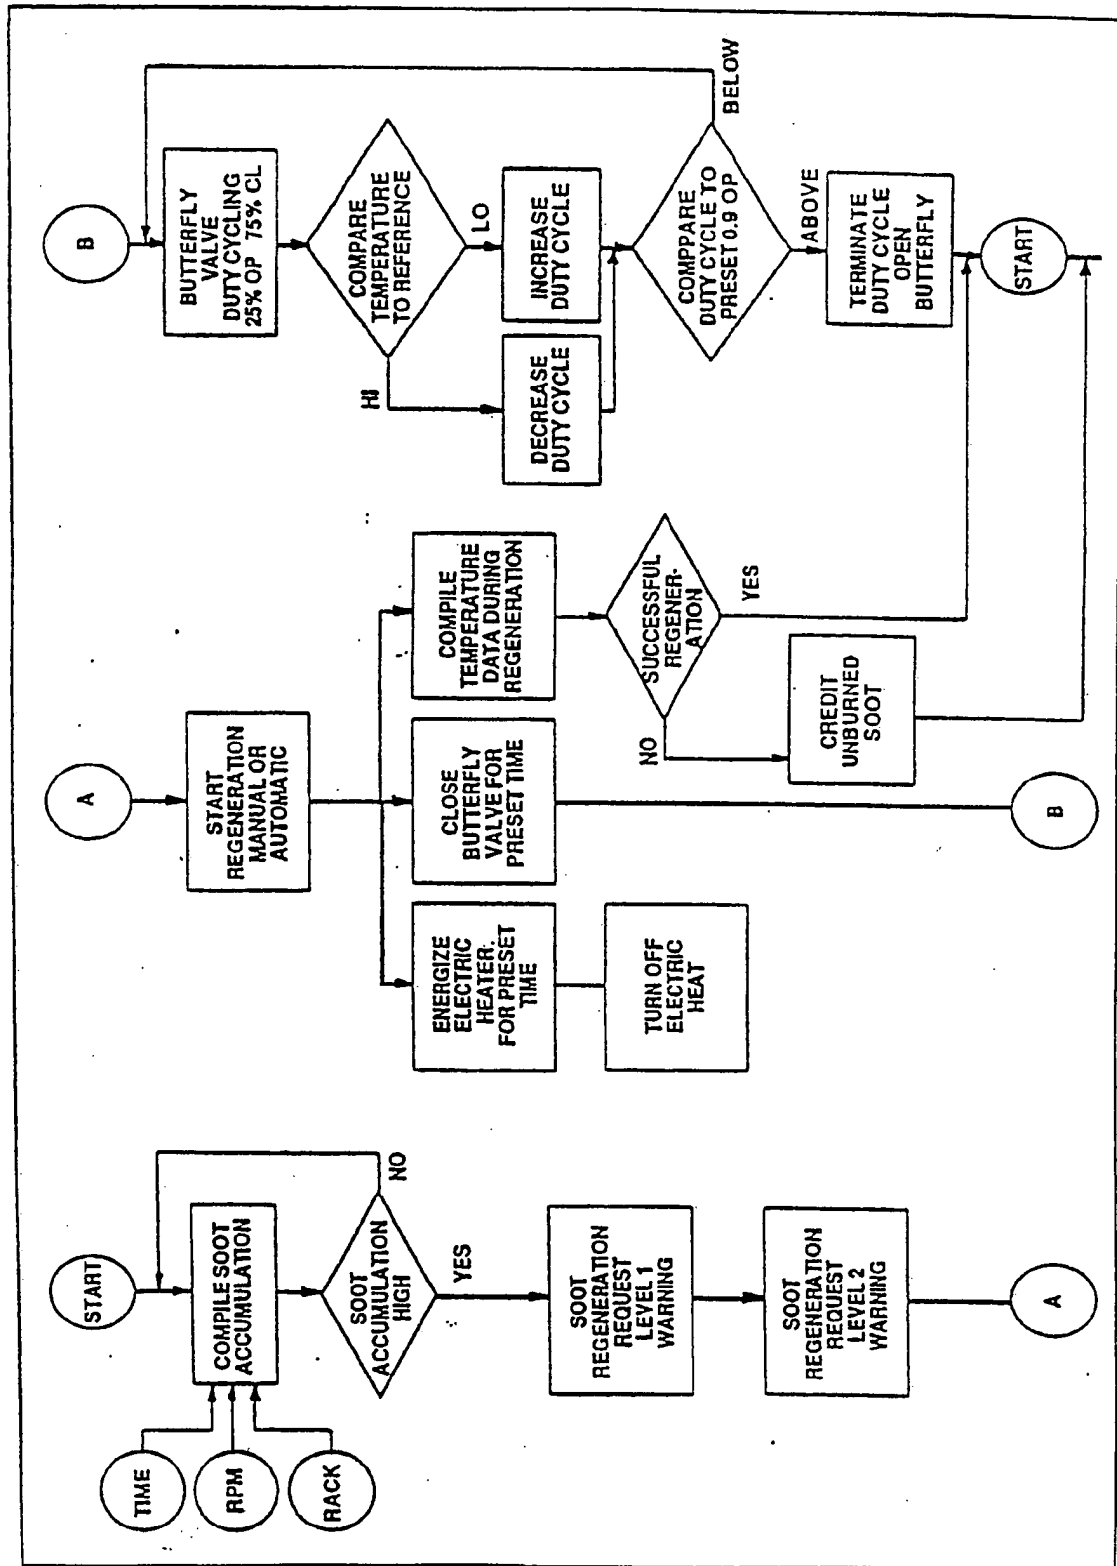 START
TIME
RPM
RACK
COMPILE SOOT
ACCUMULATION
SOOT
ACCUMULATION
HIGH
NO
YES
SOOT
REGENERATION
REQUEST
LEVEL 1
WARNING
SOOT
REGENERATION
REQUEST
LEVEL 2
WARNING
A
A
START
REGENERATION
MANUAL OR
AUTOMATIC
ENERGIZE
ELECTRIC
HEATER.
FOR PRESET
TIME
TURN OFF
ELECTRIC
HEAT
CLOSE
BUTTERFLY
VALVE FOR
PRESET TIME
B
COMPILE
TEMPERATURE
DATA DURING
REGENERATION
SUCCESSFUL
REGENER-
ATION
NO
YES
CREDIT
UNBURNED
SOOT
B
BUTTERFLY
VALVE
DUTY CYCLING
25% OP 75% CL
COMPARE
TEMPERATURE
TO REFERENCE
HI
LO
DECREASE
DUTY CYCLE
INCREASE
DUTY CYCLE
COMPPARE
DUTY CYCLE TO
PRESET 0.9 OP
BELOW
ABOVE
TERMINATE
DUTY CYCLE
OPEN
BUTTERFLY
START